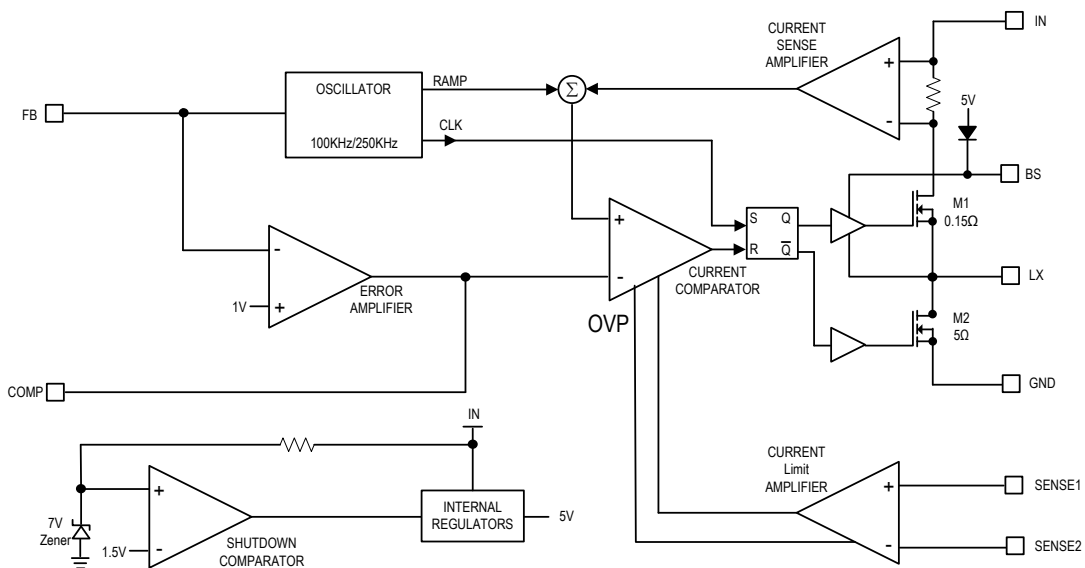 CURRENT
SENSE
AMPLIFIER
+
-
IN
FB
OSCILLATOR
100KHz/250KHz
RAMP
CLK
Σ
5V
BS
M1
0.15Ω
S Q
R Q̅
+
-
CURRENT
COMPARATOR
OVP
LX
-
+
1V
ERROR
AMPLIFIER
M2
5Ω
GND
COMP
IN
7V
Zener
+
-
1.5V
SHUTDOWN
COMPARATOR
INTERNAL
REGULATORS
5V
CURRENT
Limit
AMPLIFIER
+
-
SENSE1
SENSE2